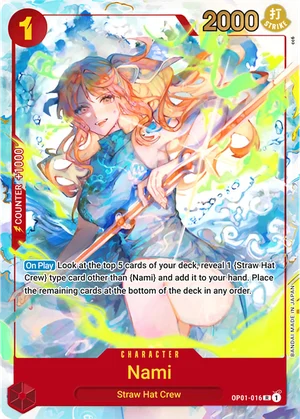 1
2000
打
STRIKE
COUNTER +1000
On Play Look at the top 5 cards of your deck, reveal 1 {Straw Hat
Crew} type card other than [Nami] and add it to your hand. Place
the remaining cards at the bottom of the deck in any order.
BANDAI MADE IN JAPAN
CHARACTER
Nami
Straw Hat Crew
OP01-016 R 1